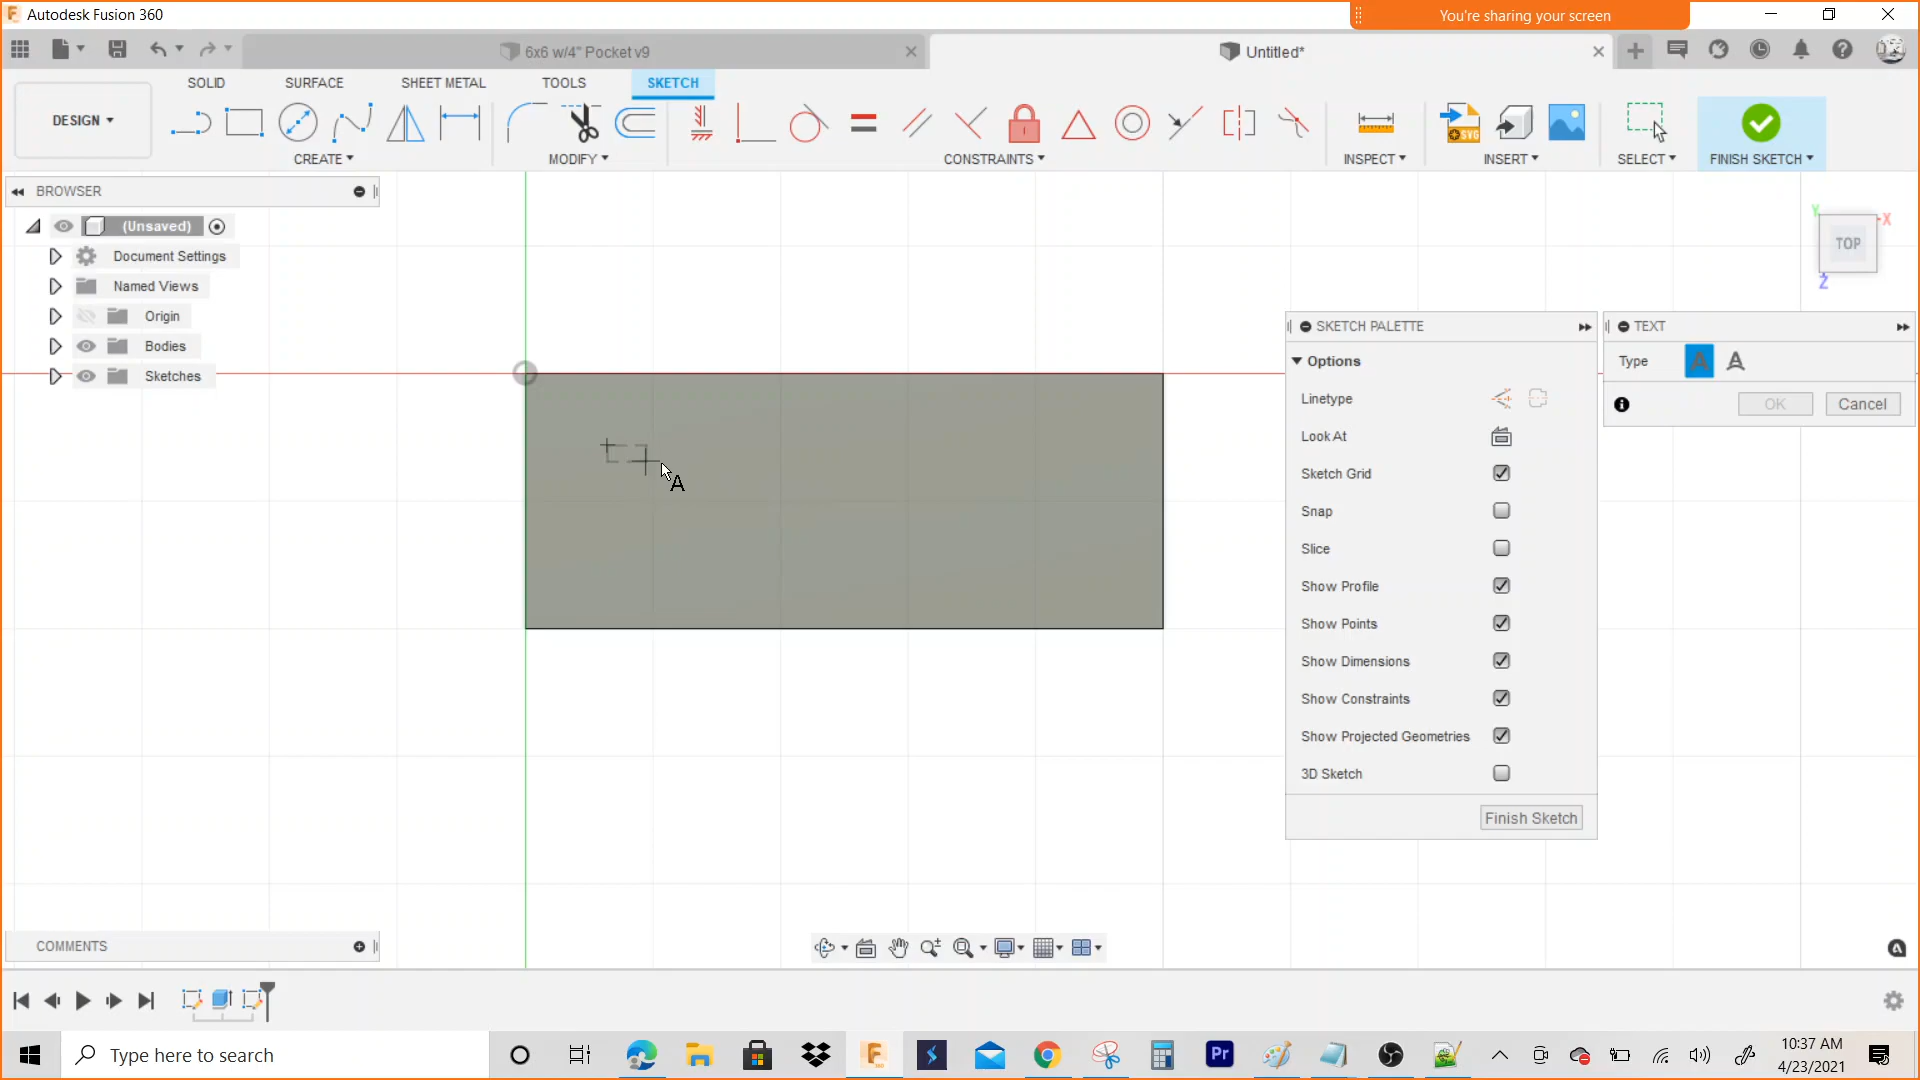 Autodesk Fusion 360
You're sharing your screen
6x6 w/4" Pocket v9
Untitled*
SOLID
SURFACE
SHEET METAL
TOOLS
SKETCH
DESIGN
CREATE
MODIFY
CONSTRAINTS
INSPECT
INSERT
SVG
SELECT
FINISH SKETCH
BROWSER
(Unsaved)
Document Settings
Named Views
Origin
Bodies
Sketches
Y
X
TOP
Z
SKETCH PALETTE
Options
Linetype
Look At
Sketch Grid
Snap
Slice
Show Profile
Show Points
Show Dimensions
Show Constraints
Show Projected Geometries
3D Sketch
Finish Sketch
TEXT
Type
A A
OK
Cancel
A
COMMENTS
Type here to search
Pr
10:37 AM
4/23/2021